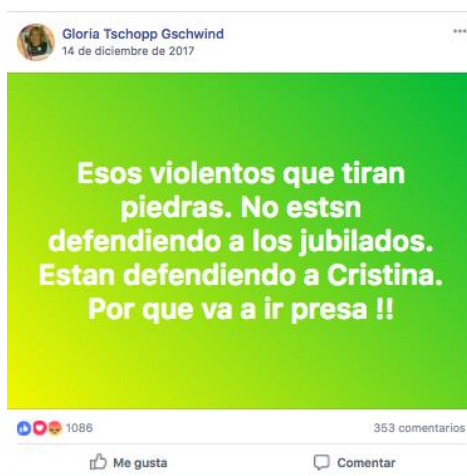 Gloria Tschopp Gschwind
14 de diciembre de 2017
Esos violentos que tiran
piedras. No estsn
defendiendo a los jubilados.
Estan defendiendo a Cristina.
Por que va a ir presa !!
1086
353 comentarios
Me gusta
Comentar